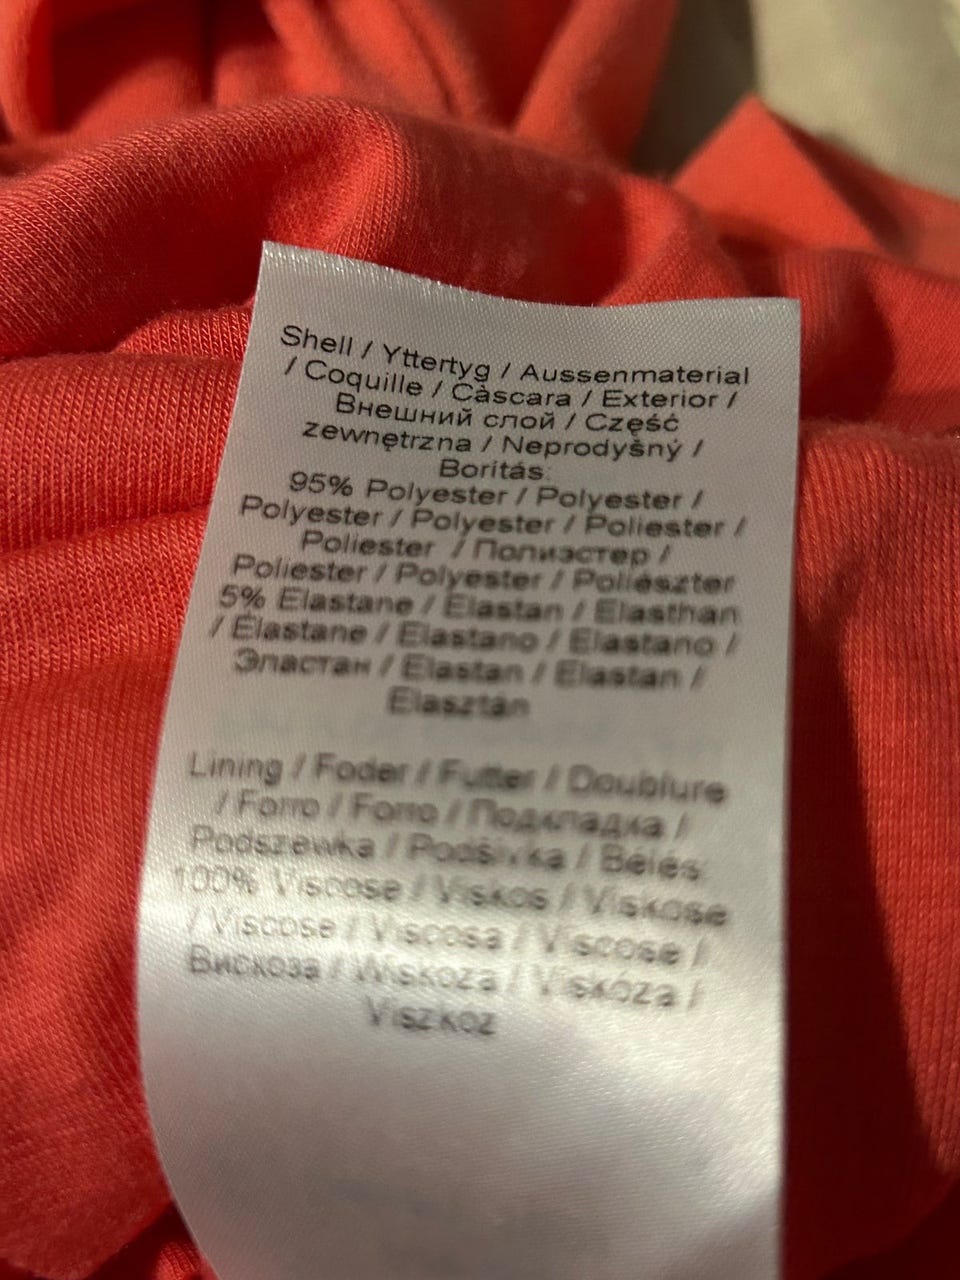 Shell / Yttertyg / Aussenmaterial
/ Coquille / Càscara / Exterior /
Внешний слой / Część
zewnętrzna / Neprodyšný /
Borítás:
95% Polyester / Polyester /
Polyester / Polyester / Poliester /
Poliester / Полиэстер /
Poliester / Polyester / Poliészter
5% Elastane / Elastan / Elasthan
/ Élastane / Elastano / Elastano /
Эластан / Elastan / Elastan /
Elasztán
Lining / Foder / Futter / Doublure
/ Forro / Forro / Подкладка /
Podszewka / Podšívka / Bélés:
100% Viscose / Viskos / Viskose
/ Viscose / Viscosa / Viscose /
Вискоза / Wiskoza / Viskóza /
Viszkóz